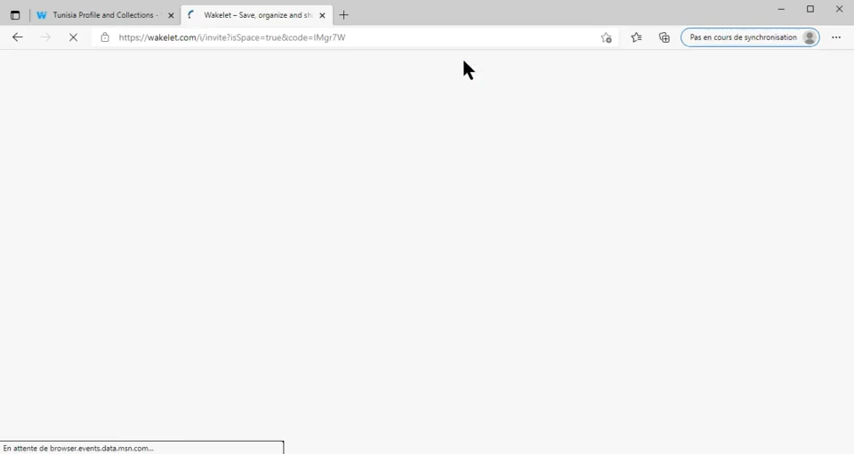 Tunisia Profile and Collections -
Wakelet – Save, organize and sh
https://wakelet.com/i/invite?isSpace=true&code=IMgr7W
Pas en cours de synchronisation
En attente de browser.events.data.msn.com...